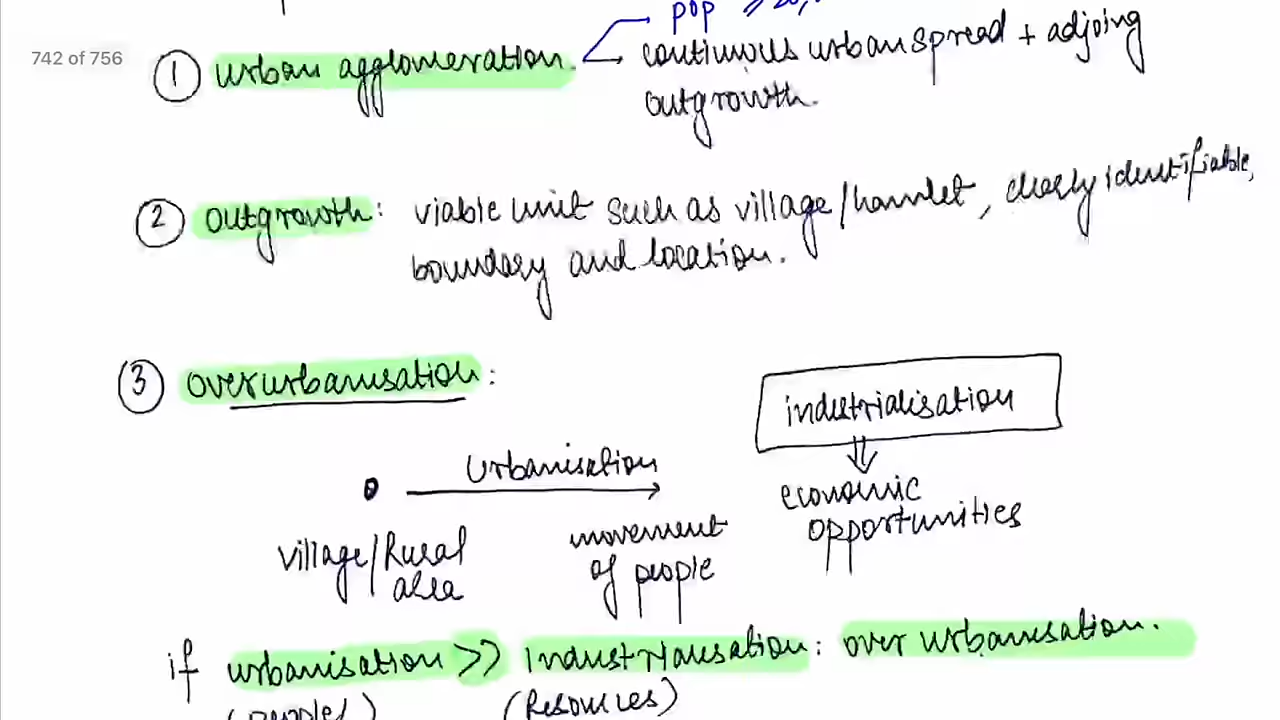 pop
742 of 756
① urban agglomeration. continuous urban spread + adjoing
outgrowth.
② outgrowth: viable unit such as village/hamlet, clearly identifiable,
boundary and location.
③ overurbanisation:
industrialisation
urbanisation
economic
opportunities
village/Rural
area
movement
of people
if urbanisation >> industrialisation: over urbanisation.
(people) (Resources)